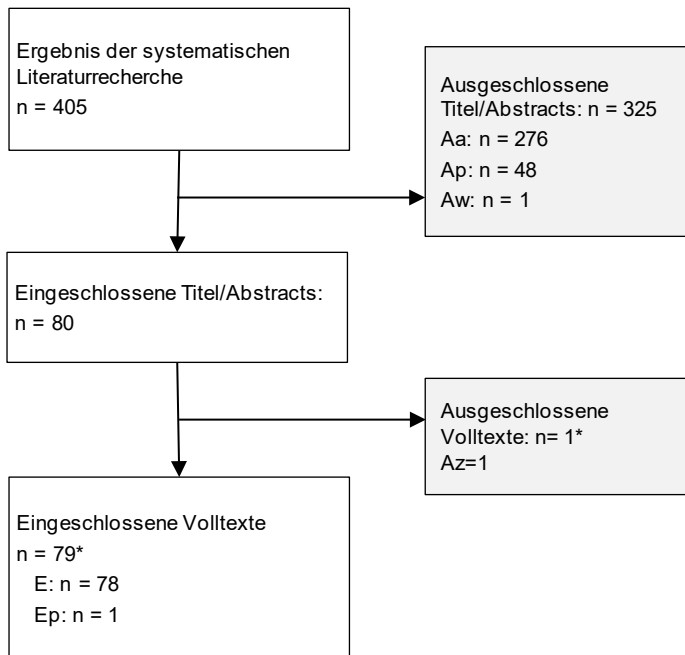 Ergebnis der systematischen
Literaturrecherche
n = 405
Ausgeschlossene
Titel/Abstracts: n = 325
Aa: n = 276
Ap: n = 48
Aw: n = 1
Eingeschlossene Titel/Abstracts:
n = 80
Ausgeschlossene
Volltexte: n= 1*
Az=1
Eingeschlossene Volltexte
n = 79*
E: n = 78
Ep: n = 1